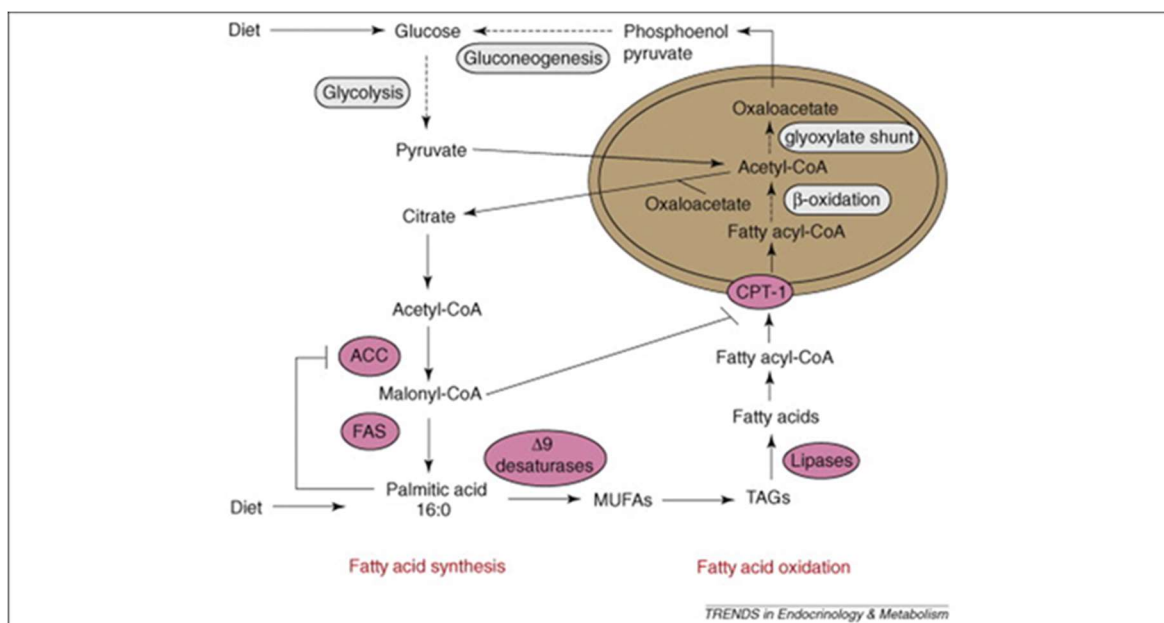 Diet
Glucose
Phosphoenol
pyruvate
Gluconeogenesis
Glycolysis
Oxaloacetate
glyoxylate shunt
Pyruvate
Acetyl-CoA
β-oxidation
Oxaloacetate
Citrate
Fatty acyl-CoA
CPT-1
Acetyl-CoA
ACC
Fatty acyl-CoA
Malonyl-CoA
Fatty acids
FAS
Δ9
desaturases
Lipases
Palmitic acid
16:0
Diet
MUFAs
TAGs
Fatty acid synthesis
Fatty acid oxidation
TRENDS in Endocrinology & Metabolism